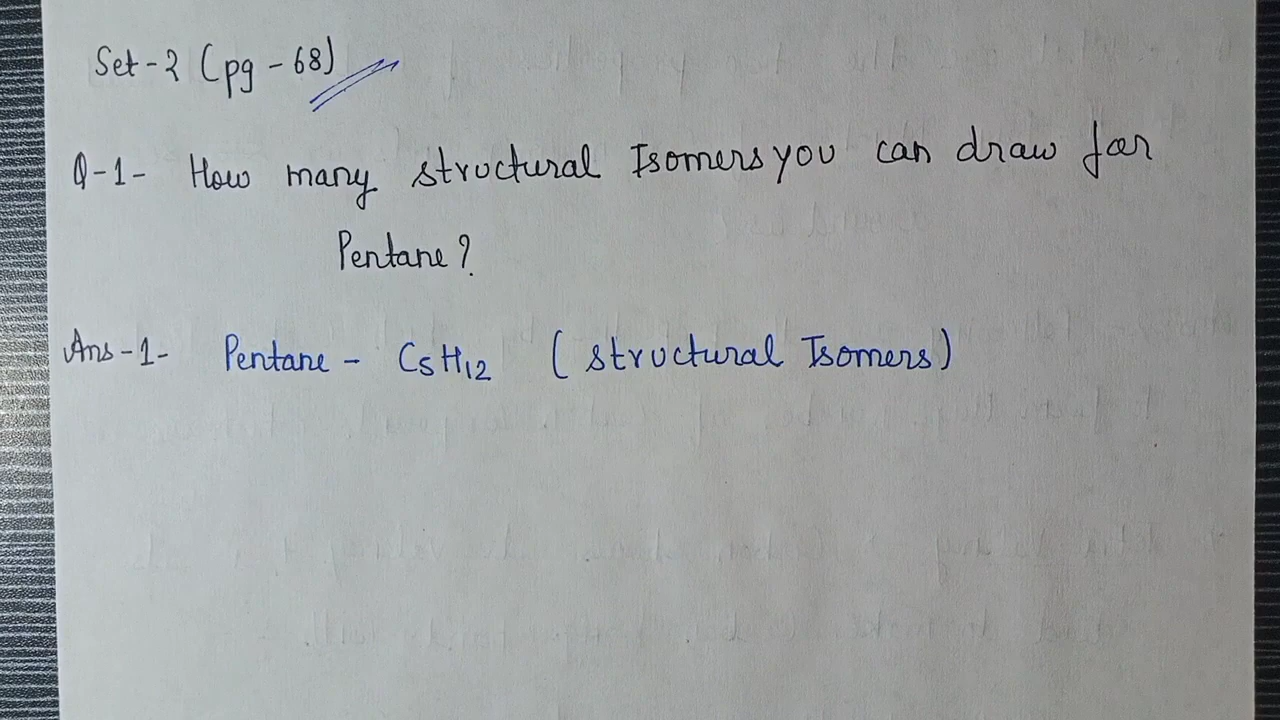 Set-2 (pg-68)
Q-1- How many structural Isomers you can draw for
Pentane?
Ans-1- Pentane - C5H12 (structural Isomers)